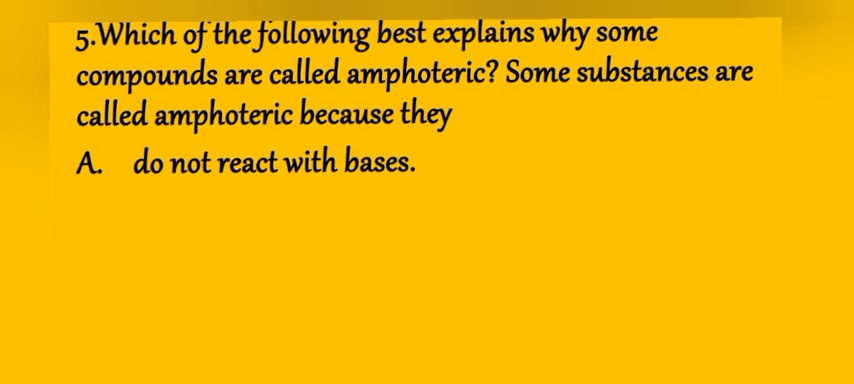 5.Which of the following best explains why some
compounds are called amphoteric? Some substances are
called amphoteric because they
A. do not react with bases.